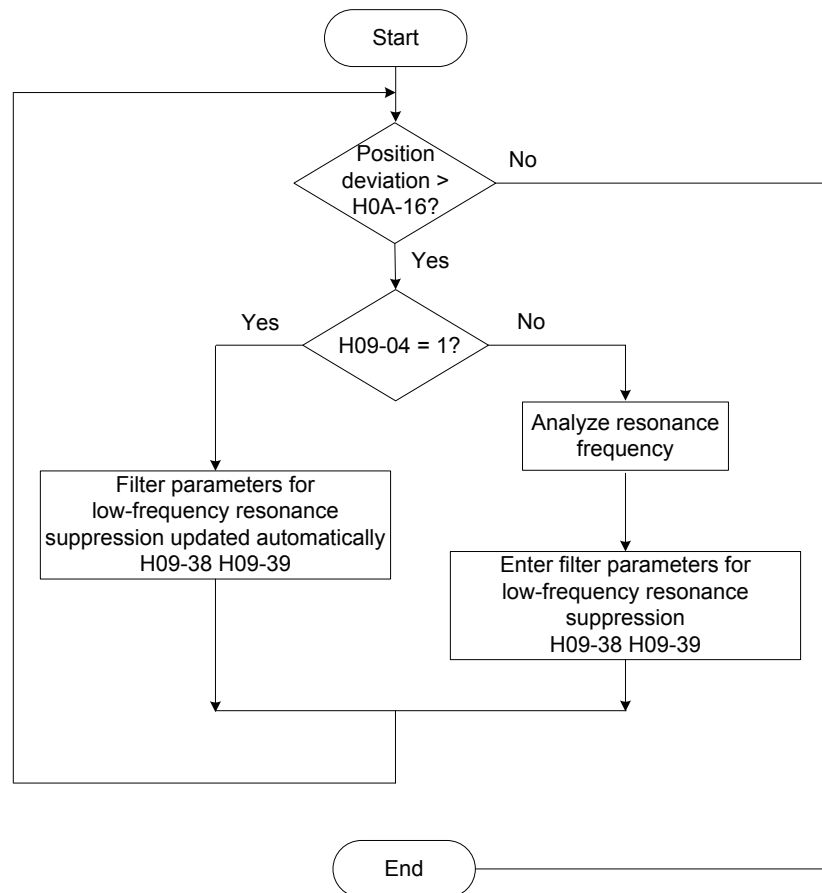 Start
Position
deviation >
H0A-16?
No
Yes
Yes
H09-04 = 1?
No
Analyze resonance
frequency
Filter parameters for
low-frequency resonance
suppression updated automatically
H09-38 H09-39
Enter filter parameters for
low-frequency resonance
suppression
H09-38 H09-39
End